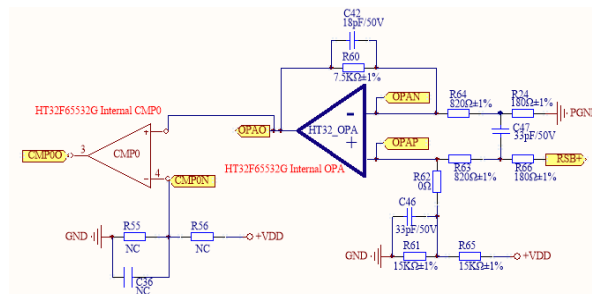 C42
18pF/50V
R60
7.5KΩ±1%
HT32F65532G Internal CMP0
OPAN
R64
820Ω±1%
R24
180Ω±1%
PGND
-
HT32_OPA
+
OPAO
C47
33pF/50V
CMP0O
3
CMP0
+
-
4
OPAP
HT32F65532G Internal OPA
CMP0N
R63
820Ω±1%
R66
180Ω±1%
RSB+
R62
0Ω
C46
33pF/50V
GND
R55
NC
R56
+VDD
C36
NC
GND
R61
15KΩ±1%
R65
15KΩ±1%
+VDD